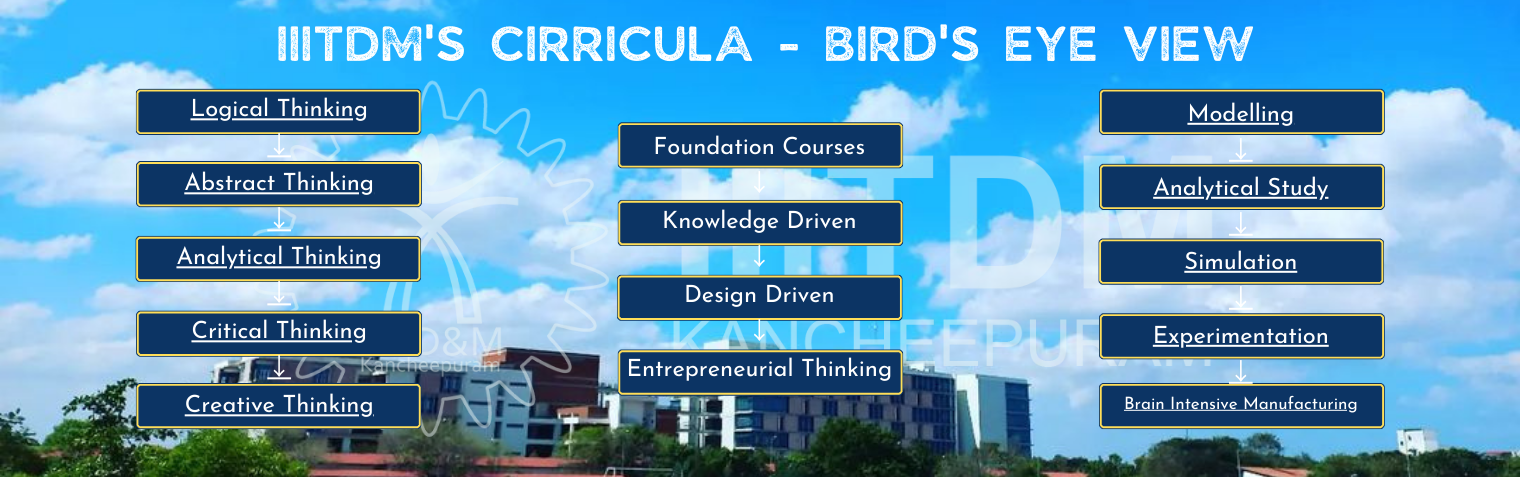 IIITDM'S CIRRICULA - BIRD'S EYE VIEW
Logical Thinking
Abstract Thinking
Analytical Thinking
Critical Thinking
Creative Thinking
Foundation Courses
Knowledge Driven
Design Driven
Entrepreneurial Thinking
Modelling
Analytical Study
Simulation
Experimentation
Brain Intensive Manufacturing
D&M
Kancheepuram
IIITDM
KANCHEEPURAM